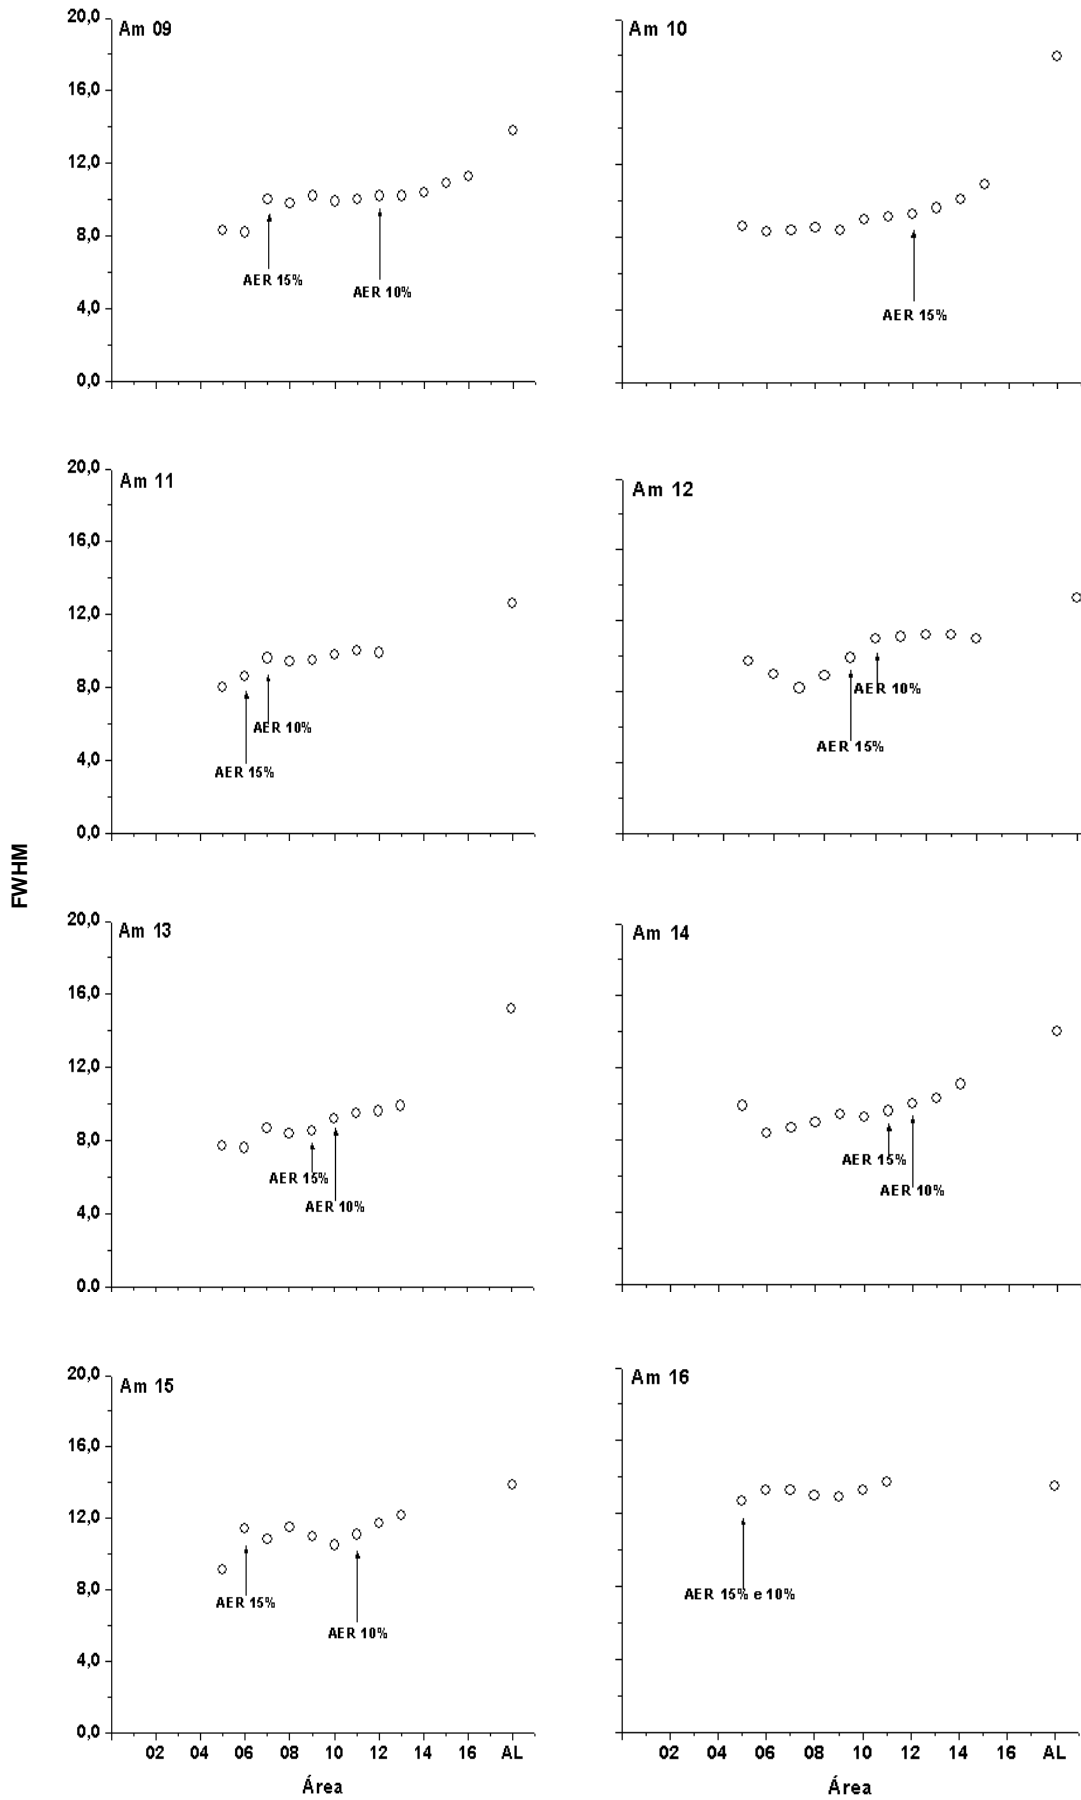 20,0
Am 09
16,0
12,0
8,0
4,0
0,0
AER 15%
AER 10%
Am 10
AER 15%
20,0
Am 11
16,0
12,0
8,0
4,0
0,0
AER 10%
AER 15%
Am 12
AER 10%
AER 15%
FWHM
20,0
Am 13
16,0
12,0
8,0
4,0
0.0
AER 15%
AER 10%
Am 14
AER 15%
AER 10%
20,0
Am 15
16,0
12,0
8,0
4,0
0,0
AER 15%
AER 10%
02 04 06 08 10 12 14 16 AL
Área
Am 16
AER 15% e 10%
02 04 06 08 10 12 14 16 AL
Área